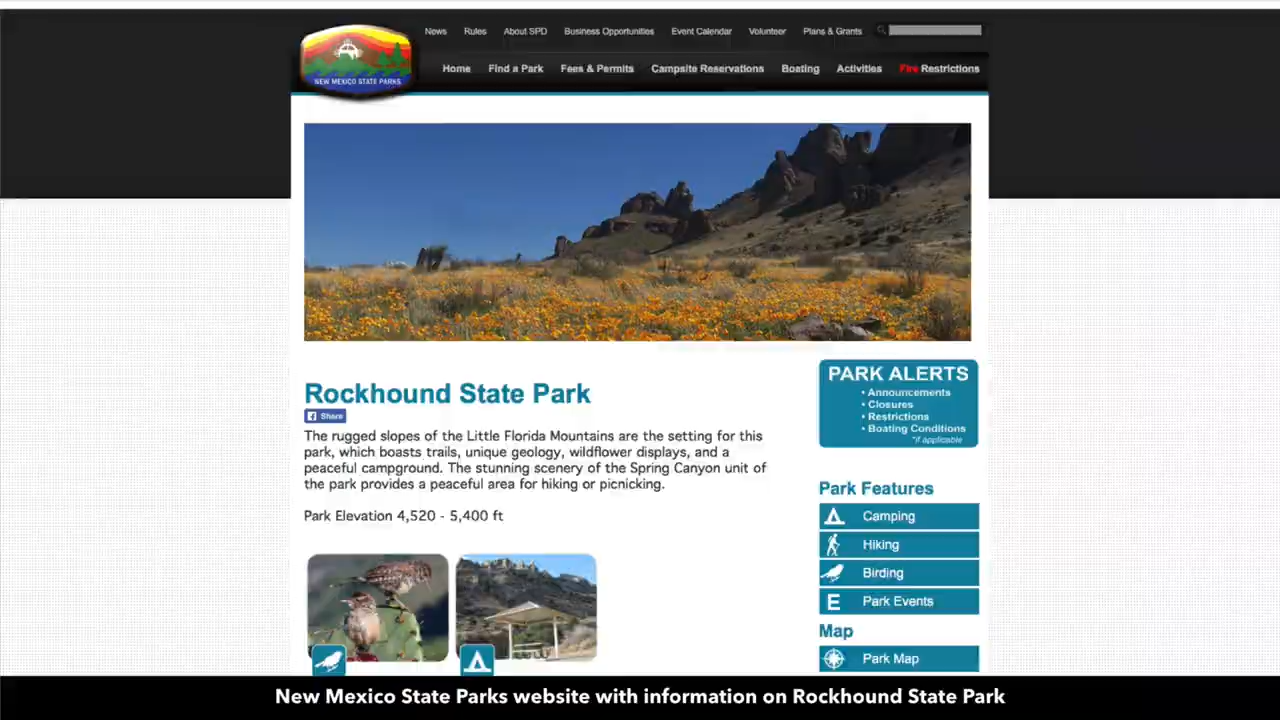 News Rules About SPD Business Opportunities Event Calendar Volunteer Plans & Grants
NEW MEXICO STATE PARKS
Home Find a Park Fees & Permits Campsite Reservations Boating Activities Fire Restrictions
Rockhound State Park
Share
The rugged slopes of the Little Florida Mountains are the setting for this
park, which boasts trails, unique geology, wildflower displays, and a
peaceful campground. The stunning scenery of the Spring Canyon unit of
the park provides a peaceful area for hiking or picnicking.
Park Elevation 4,520 - 5,400 ft
PARK ALERTS
• Announcements
• Closures
• Restrictions
• Boating Conditions
*if applicable
Park Features
Camping
Hiking
Birding
E Park Events
Map
Park Map
New Mexico State Parks website with information on Rockhound State Park